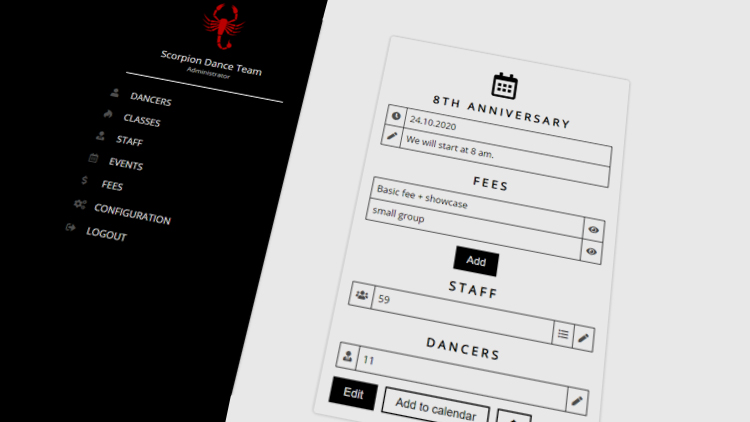 Scorpion Dance Team
Administrator
DANCERS
CLASSES
STAFF
EVENTS
FEES
CONFIGURATION
LOGOUT
8TH ANNIVERSARY
24.10.2020
We will start at 8 am.
FEES
Basic fee + showcase
small group
Add
STAFF
59
DANCERS
11
Edit
Add to calendar